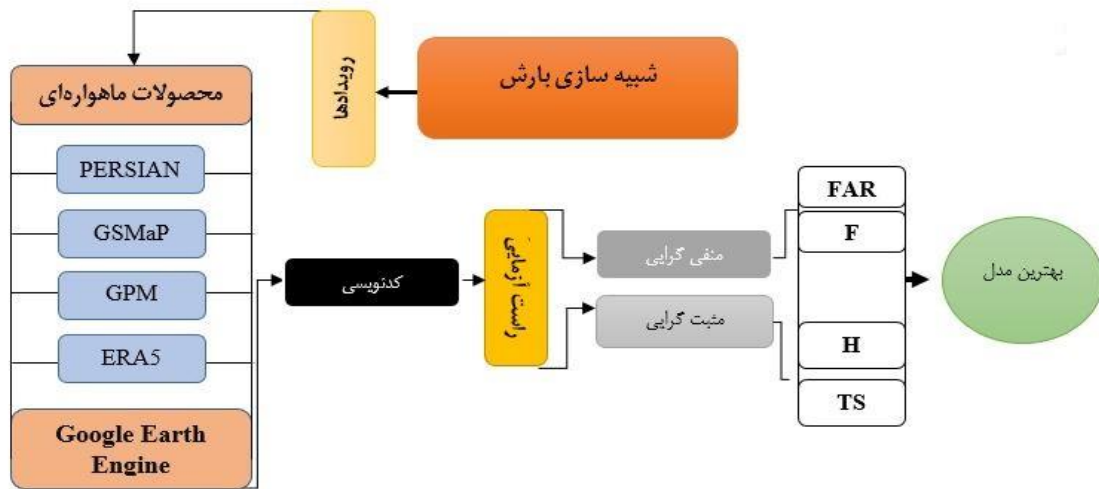 شبیه سازی بارش
رویدادها
محصولات ماهواره‌ای
PERSIAN
GSMaP
GPM
ERA5
Google Earth
Engine
کدنویسی
راست آزمایی
منفی گرایی
مثبت گرایی
FAR
F
H
TS
بهترین مدل